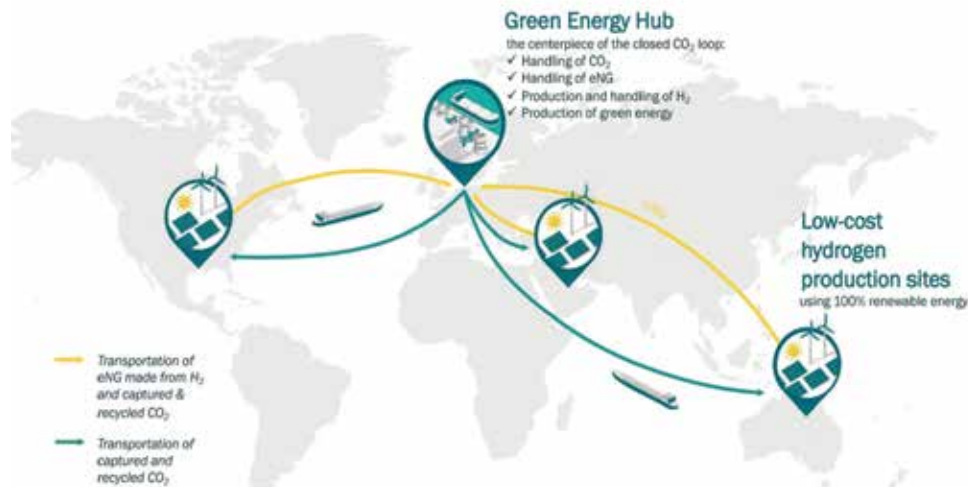 Green Energy Hub
the centerpiece of the closed CO₂ loop:
✓ Handling of CO₂
✓ Handling of eNG
✓ Production and handling of H₂
✓ Production of green energy
Low-cost
hydrogen
production sites
using 100% renewable energy
Transportation of
eNG made from H₂
and captured &
recycled CO₂
Transportation of
captured and
recycled CO₂